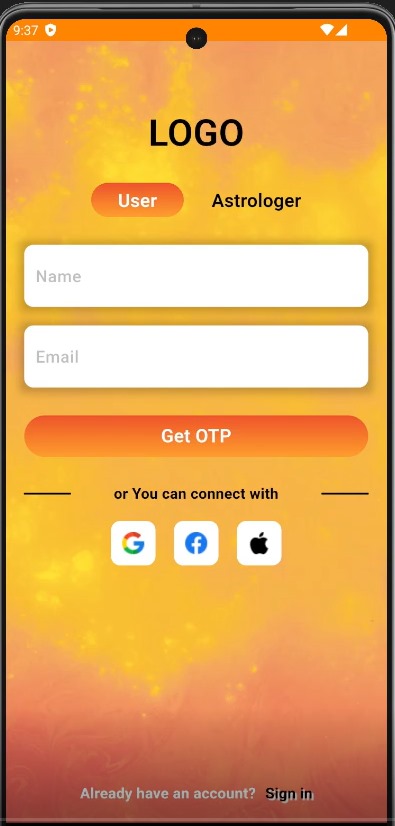 9:37
LOGO
User Astrologer
Name
Email
Get OTP
or You can connect with
Already have an account? Sign in